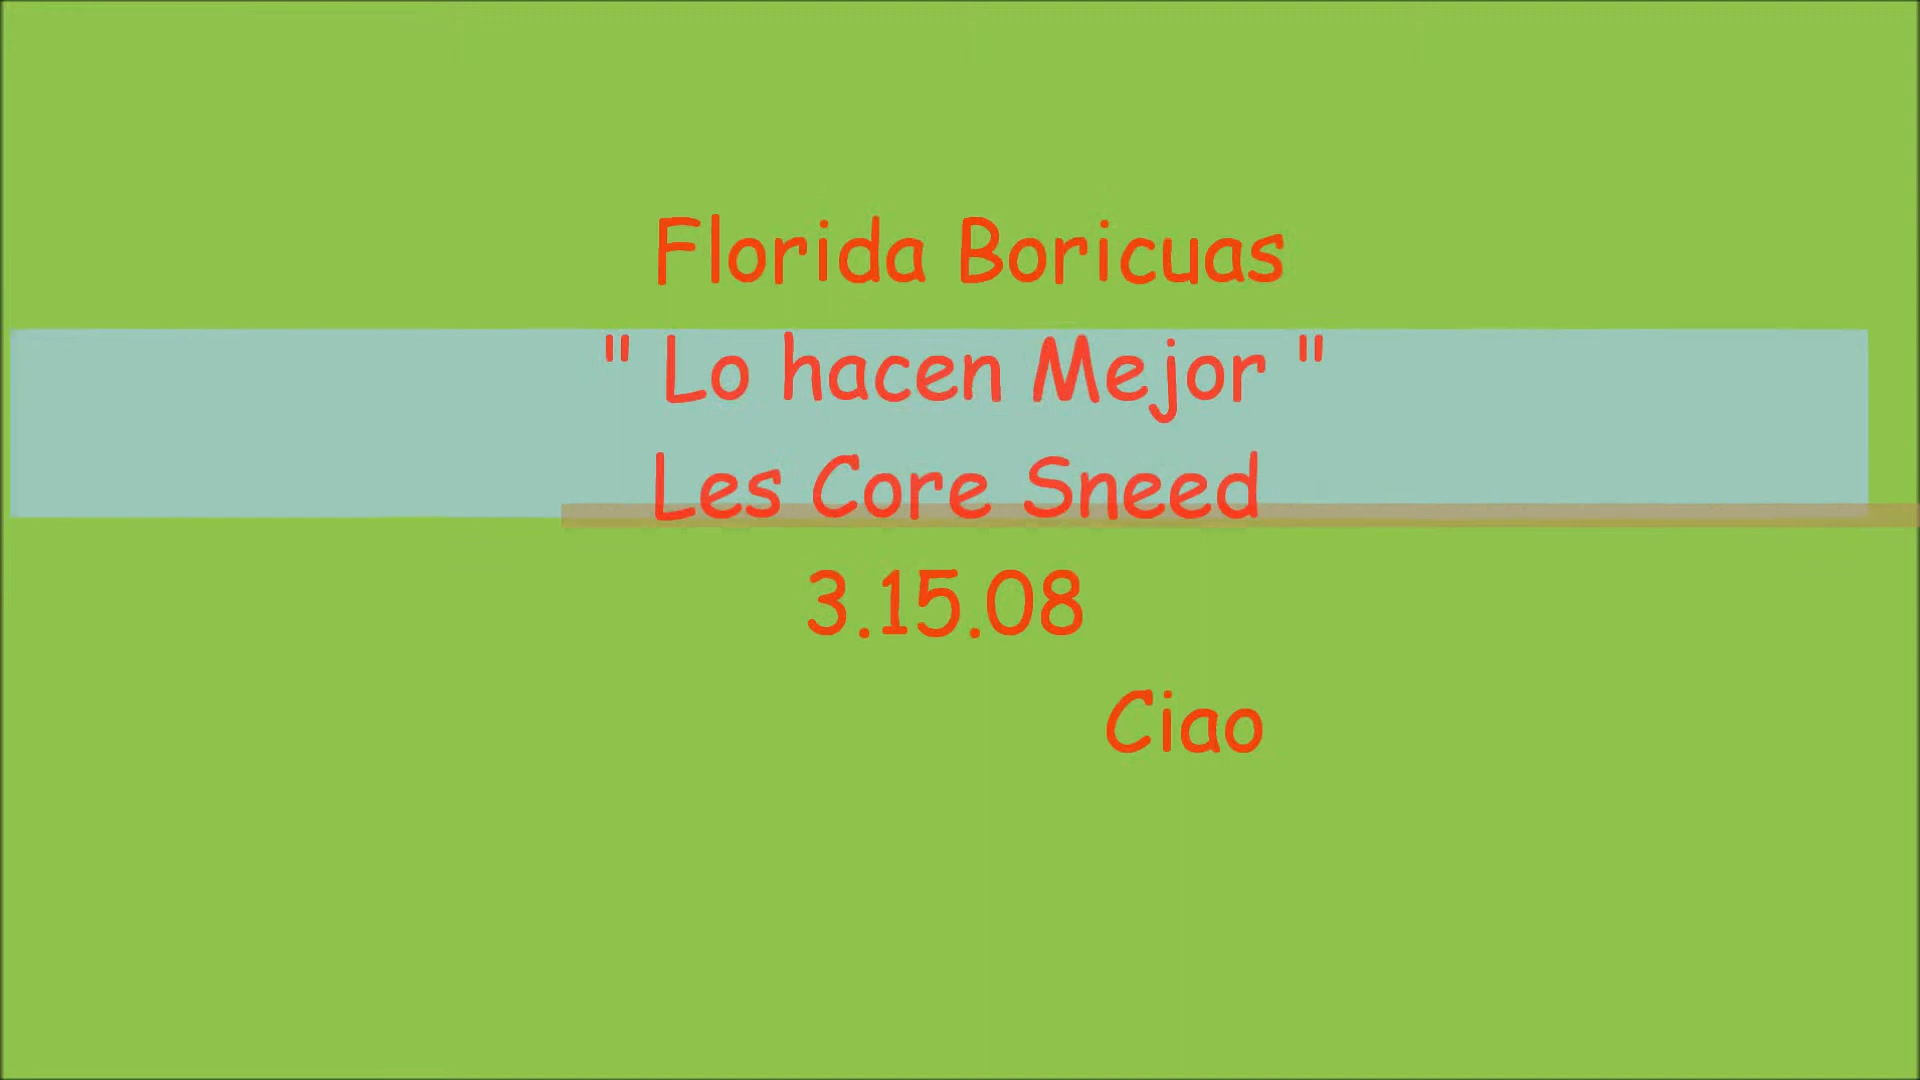 Florida Boricuas
" Lo hacen Mejor "
Les Core Sneed
3.15.08
Ciao